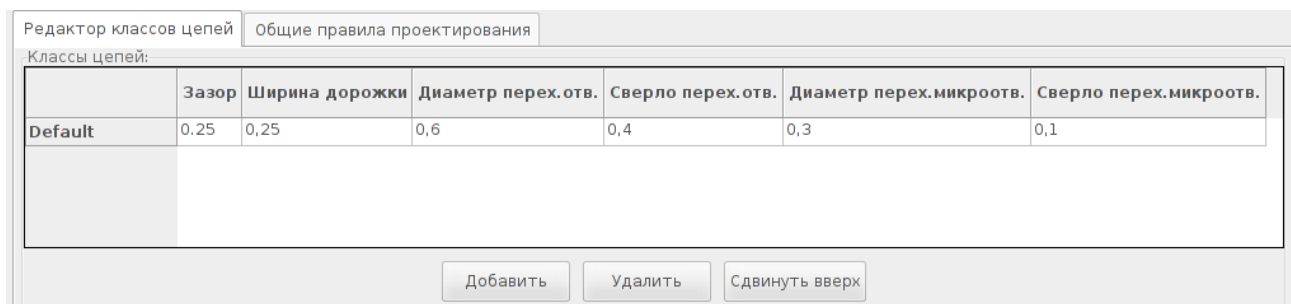 Редактор классов цепей Общие правила проектирования
Классы цепей:
Зазор Ширина дорожки Диаметр перех.отв. Сверло перех.отв. Диаметр перех.микроотв. Сверло перех.микроотв.
Default 0.25 0,25 0,6 0,4 0,3 0,1
Добавить Удалить Сдвинуть вверх